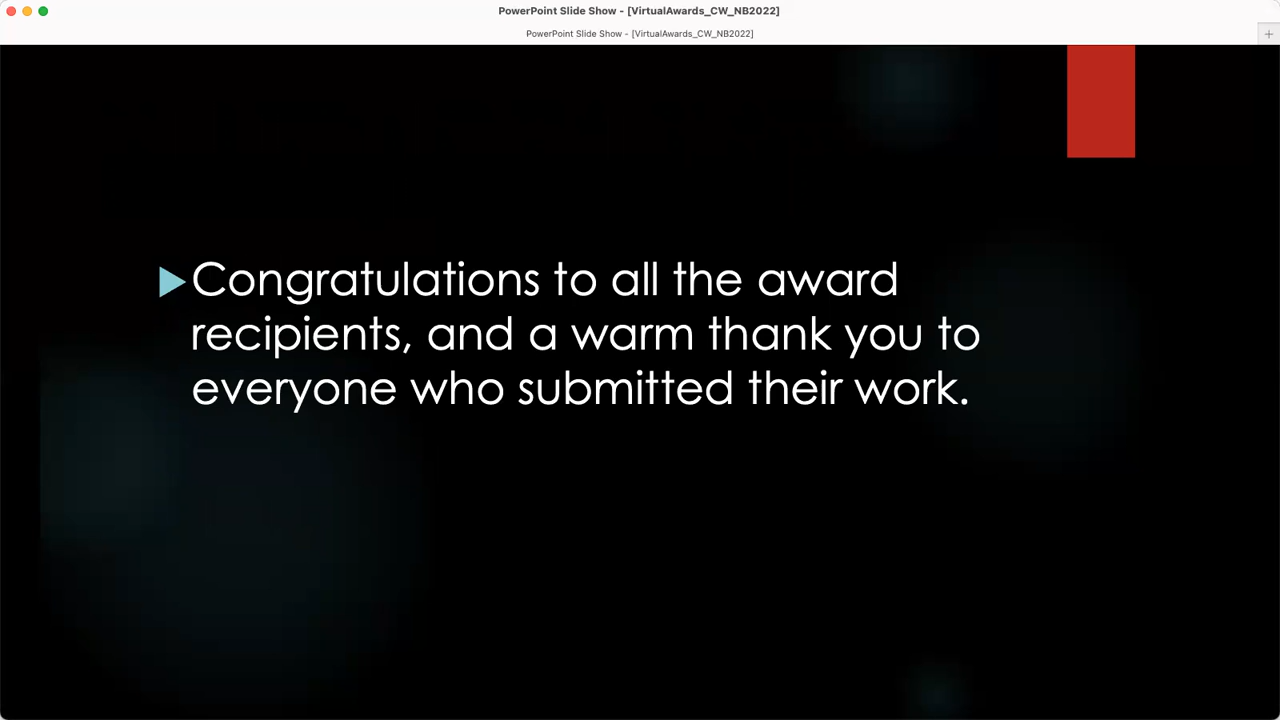 PowerPoint Slide Show - [VirtualAwards_CW_NB2022]
PowerPoint Slide Show - [VirtualAwards_CW_NB2022]
Congratulations to all the award
recipients, and a warm thank you to
everyone who submitted their work.